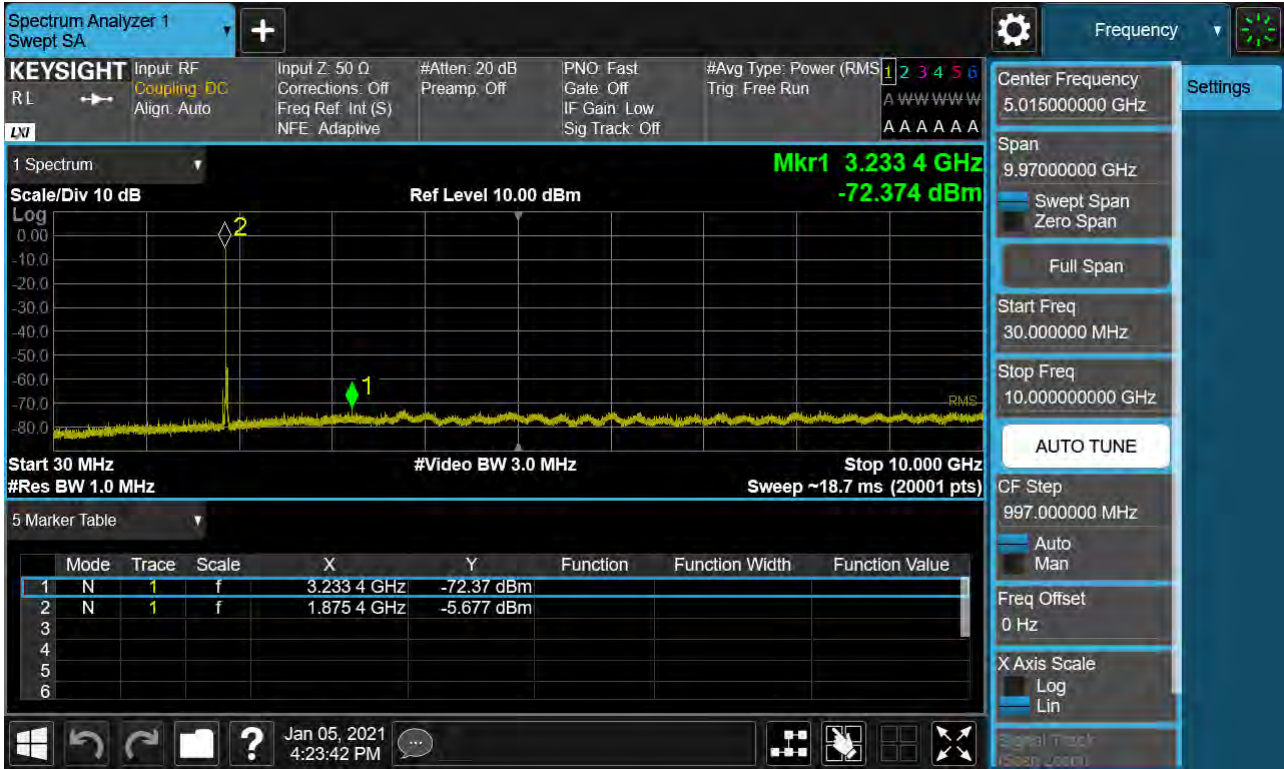 Spectrum Analyzer 1
Swept SA
+
Frequency
KEYSIGHT Input: RF Input Z: 50 Ω #Atten: 20 dB PNO: Fast #Avg Type: Power (RMS 1 2 3 4 5 6
RL Coupling: DC Corrections: Off Preamp: Off Gate: Off Trig: Free Run A W W W W W
Align: Auto Freq Ref: Int (S) IF Gain: Low
LXI NFE: Adaptive Sig Track: Off A A A A A A
1 Spectrum
Mkr1 3.233 4 GHz
Scale/Div 10 dB Ref Level 10.00 dBm -72.374 dBm
Log
0.00
2
-10.0
-20.0
-30.0
-40.0
-50.0
-60.0
1
-70.0
RMS
-80.0
Start 30 MHz #Video BW 3.0 MHz Stop 10.000 GHz
#Res BW 1.0 MHz Sweep ~18.7 ms (20001 pts)
5 Marker Table
Mode Trace Scale X Y Function Function Width Function Value
1 N 1 f 3.233 4 GHz -72.37 dBm
2 N 1 f 1.875 4 GHz -5.677 dBm
3
4
5
6
? Jan 05, 2021
4:23:42 PM
Center Frequency
5.015000000 GHz
Settings
Span
9.97000000 GHz
Swept Span
Zero Span
Full Span
Start Freq
30.000000 MHz
Stop Freq
10.000000000 GHz
AUTO TUNE
CF Step
997.000000 MHz
Auto
Man
Freq Offset
0 Hz
X Axis Scale
Log
Lin
Signal Track
(Span Zoom)